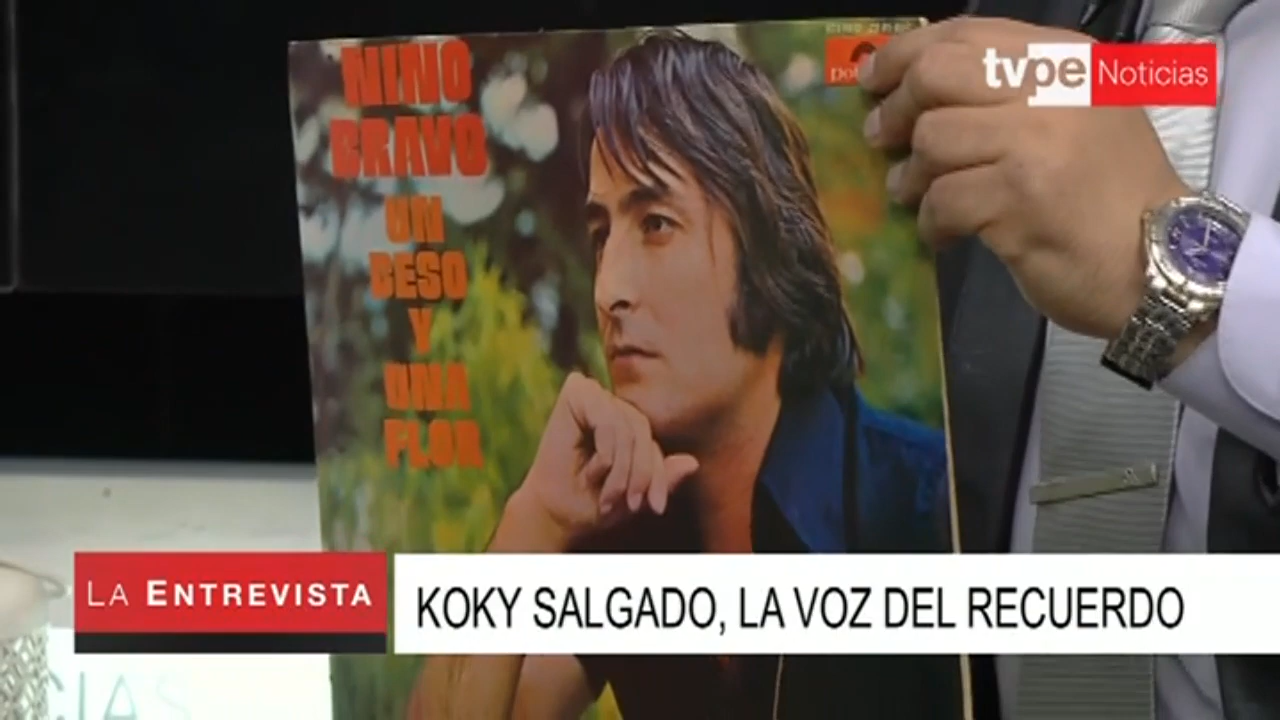 NINO
BRAVO
UN
BESO
Y
UNA
FLOR
tvpe Noticias
LA ENTREVISTA
KOKY SALGADO, LA VOZ DEL RECUERDO